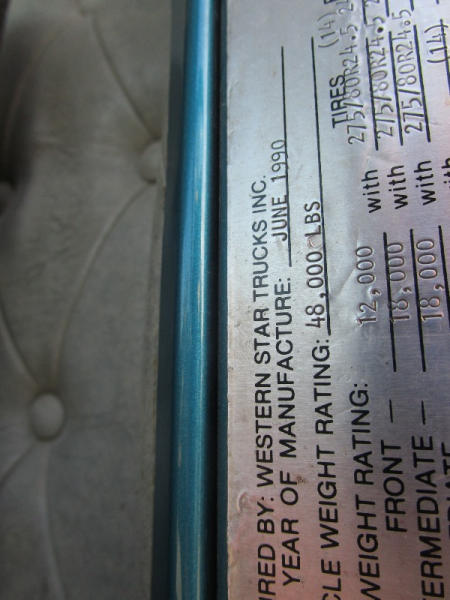 RED BY: WESTERN STAR TRUCKS INC.
YEAR OF MANUFACTURE: JUNE 1990
CLE WEIGHT RATING: 48,000 LBS
WEIGHT RATING: TIRES (14)
FRONT — 12,000 with 275/80R24.5
ERMEDIATE — 18,000 with 275/80R24.5
18,000 with 275/80R24.5
(14)